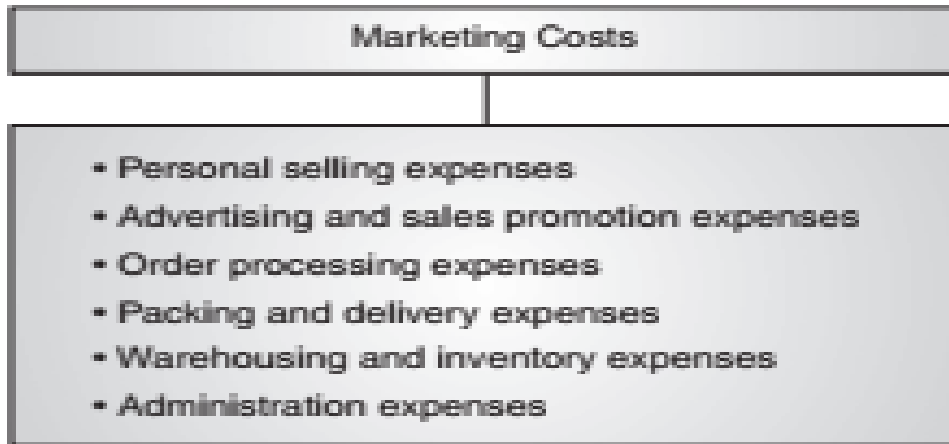 Marketing Costs
• Personal selling expenses
• Advertising and sales promotion expenses
• Order processing expenses
• Packing and delivery expenses
• Warehousing and inventory expenses
• Administration expenses